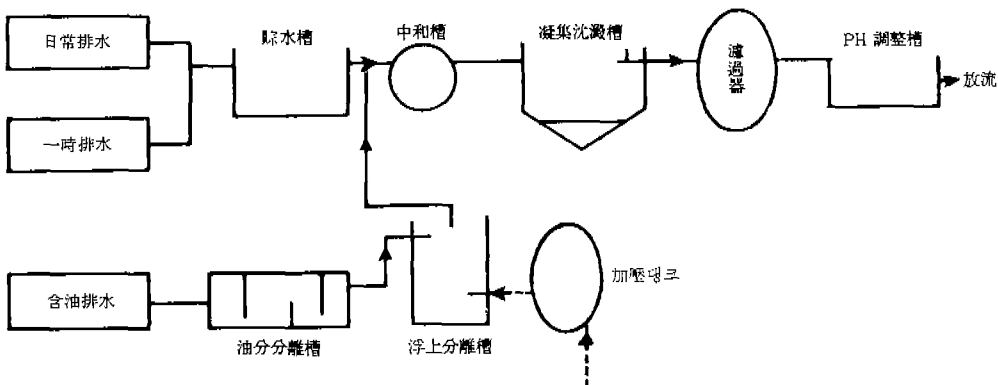 日常排水
貯水槽
中和槽
凝集沈澱槽
濾過器
PH 調整槽
放流
一時排水
含油排水
油分分離槽
浮上分離槽
加壓탱크